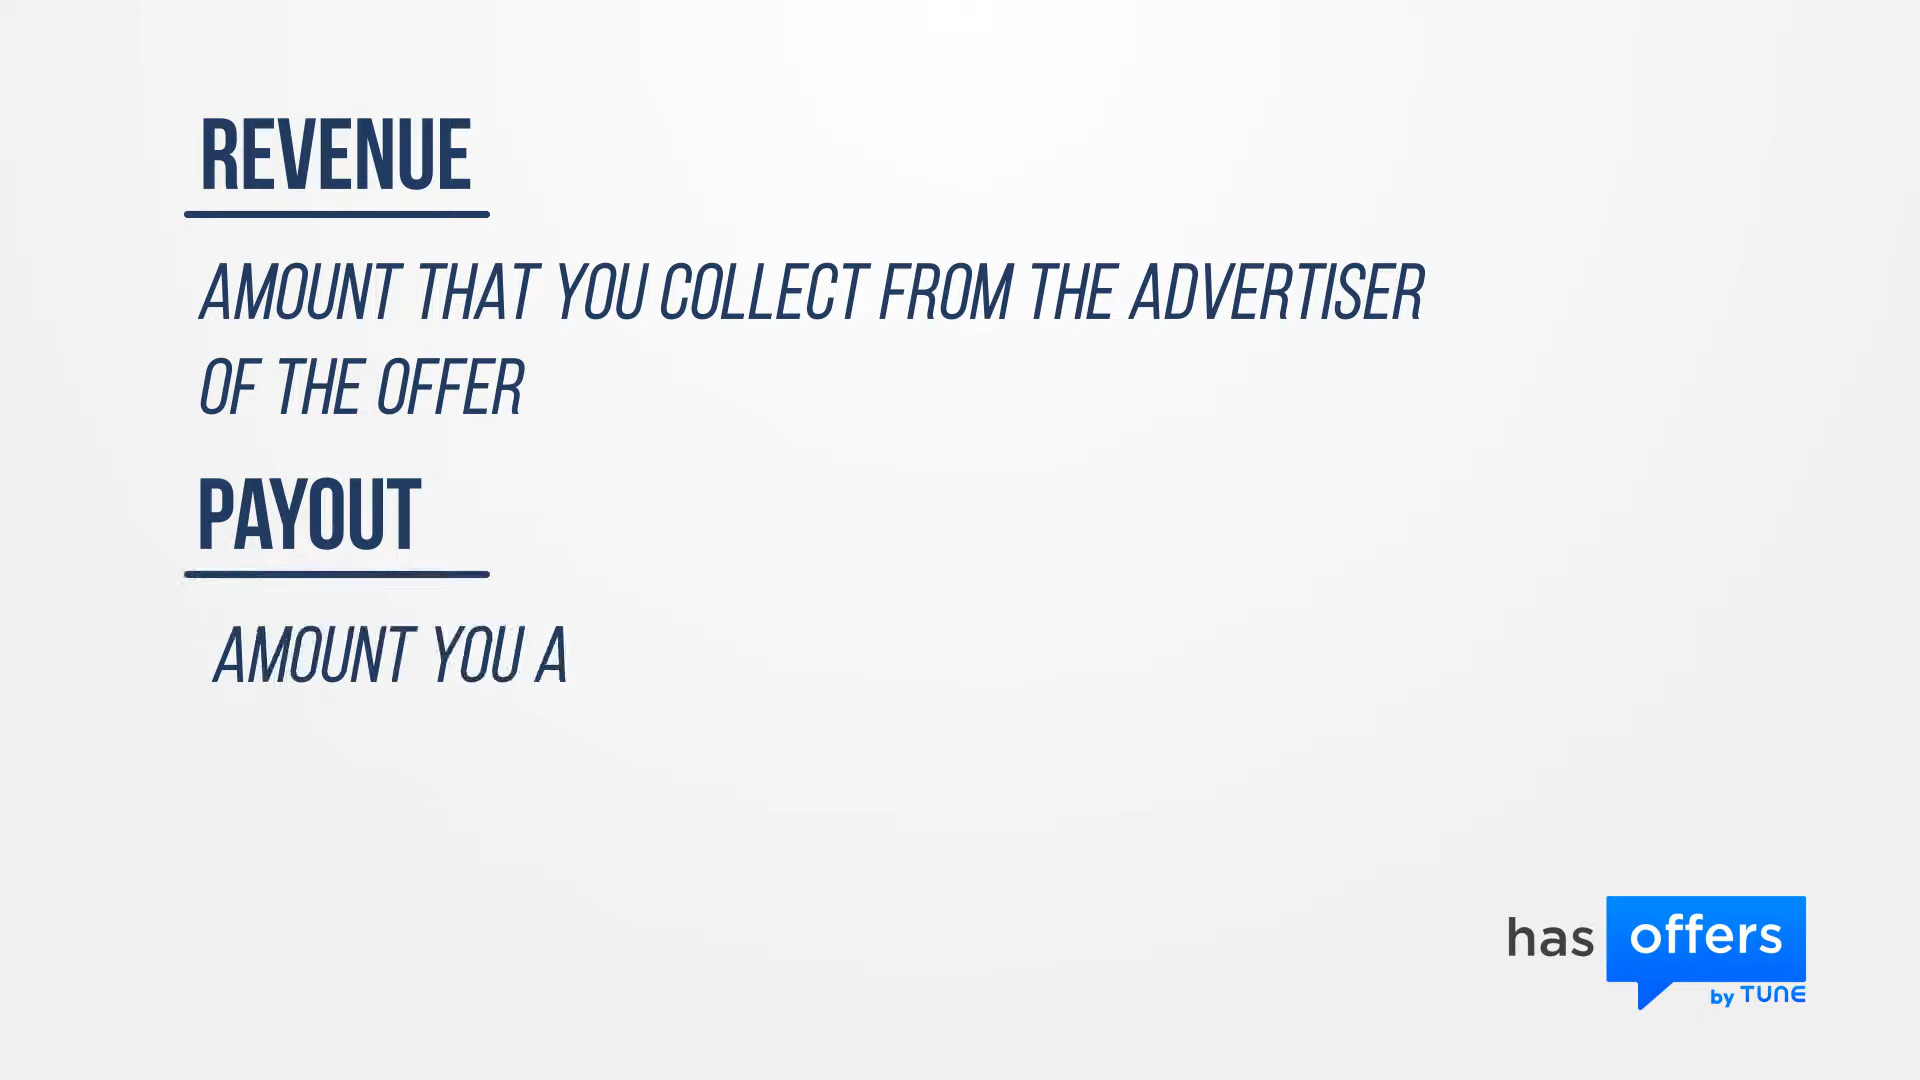 REVENUE
AMOUNT THAT YOU COLLECT FROM THE ADVERTISER
OF THE OFFER
PAYOUT
AMOUNT YOU A
has offers
by TUNE